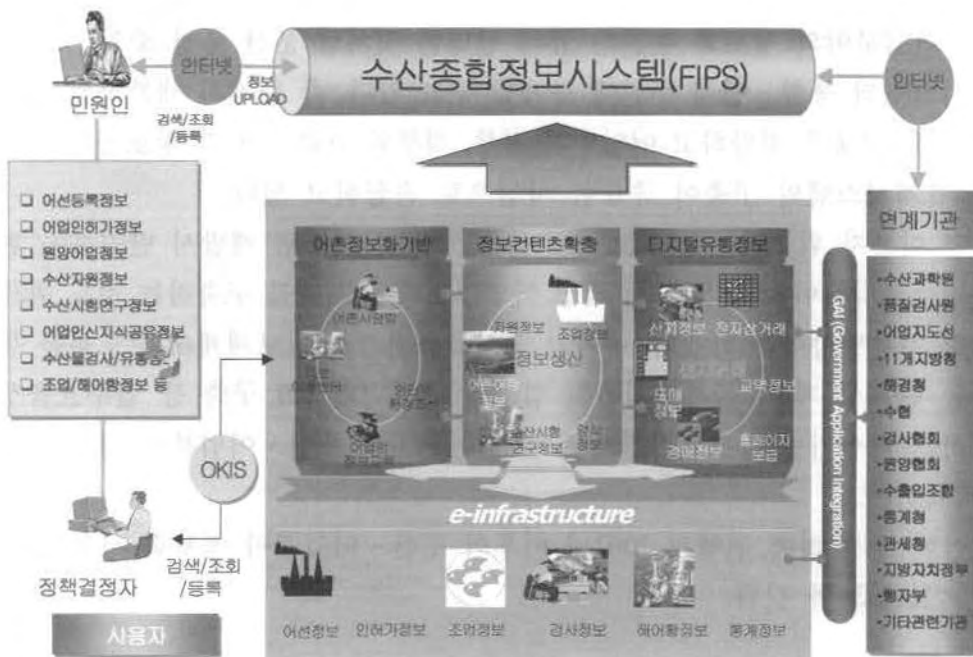 수산종합정보시스템(FIPS)
인터넷
정보
UPLOAD
검색/조회
/등록
민원인
인터넷
□ 어선등록정보
□ 어업인허가정보
□ 원양어업정보
□ 수산자원정보
□ 수산시험연구정보
□ 어업인신지식공유정보
□ 수산물검사/유통
□ 조업/해어황정보 등
어촌정보화기반
정보컨텐츠확충
디지털유통정보
자원정보
조업정보
정보생산
연구정보
산지정보
전자상거래
도매
정보
교역정보
경매정보
홈페이지
보급
OKIS
검색/조회
/등록
정책결정자
사용자
e-infrastructure
어선정보
인허가정보
조업정보
검사정보
해어황정보
통계정보
GAI (Government Application Integration)
연계기관
•수산과학원
•품질검사원
•어업지도선
•11개지방청
•해경청
•수협
•검사협회
•원양협회
•수출입조합
•통계청
•관세청
•지방자치정부
•행자부
•기타관련기관